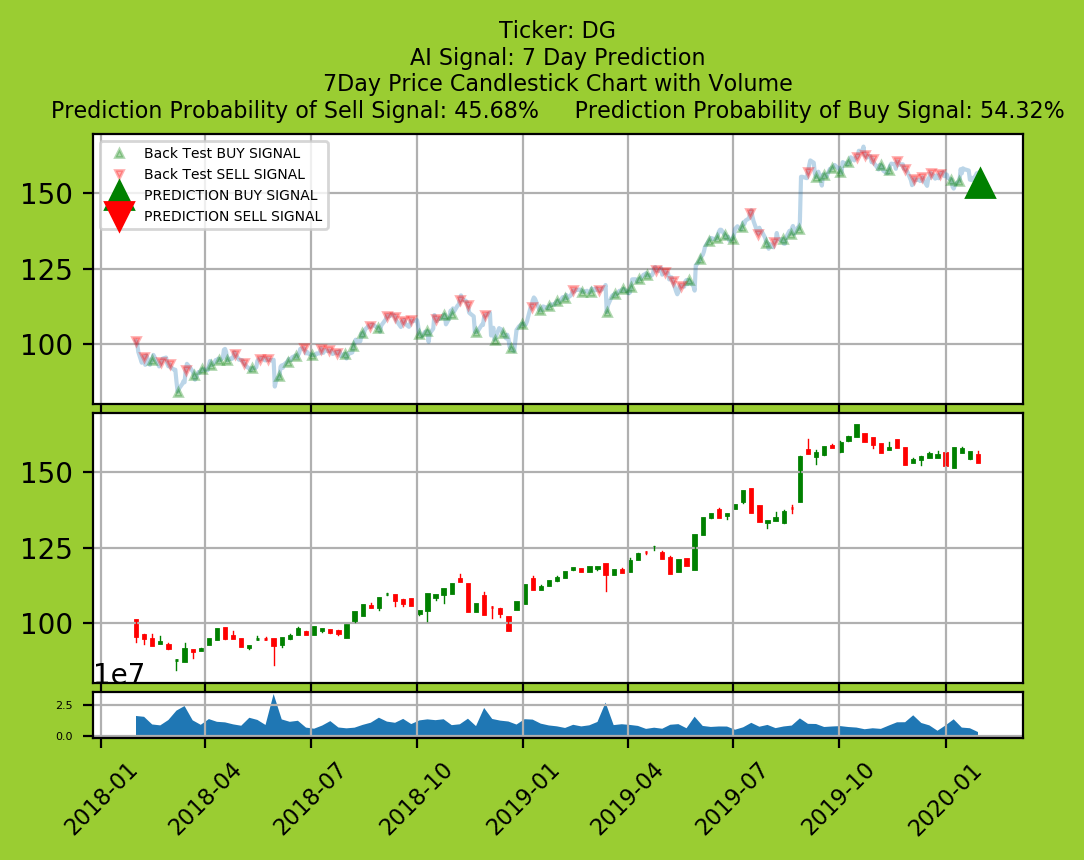 Ticker: DG
AI Signal: 7 Day Prediction
7Day Price Candlestick Chart with Volume
Prediction Probability of Sell Signal: 45.68% Prediction Probability of Buy Signal: 54.32%
Back Test BUY SIGNAL
Back Test SELL SIGNAL
PREDICTION BUY SIGNAL
PREDICTION SELL SIGNAL
150
125
100
150
125
100
1e7
2.5
0.0
2018-01
2018-04
2018-07
2018-10
2019-01
2019-04
2019-07
2019-10
2020-01